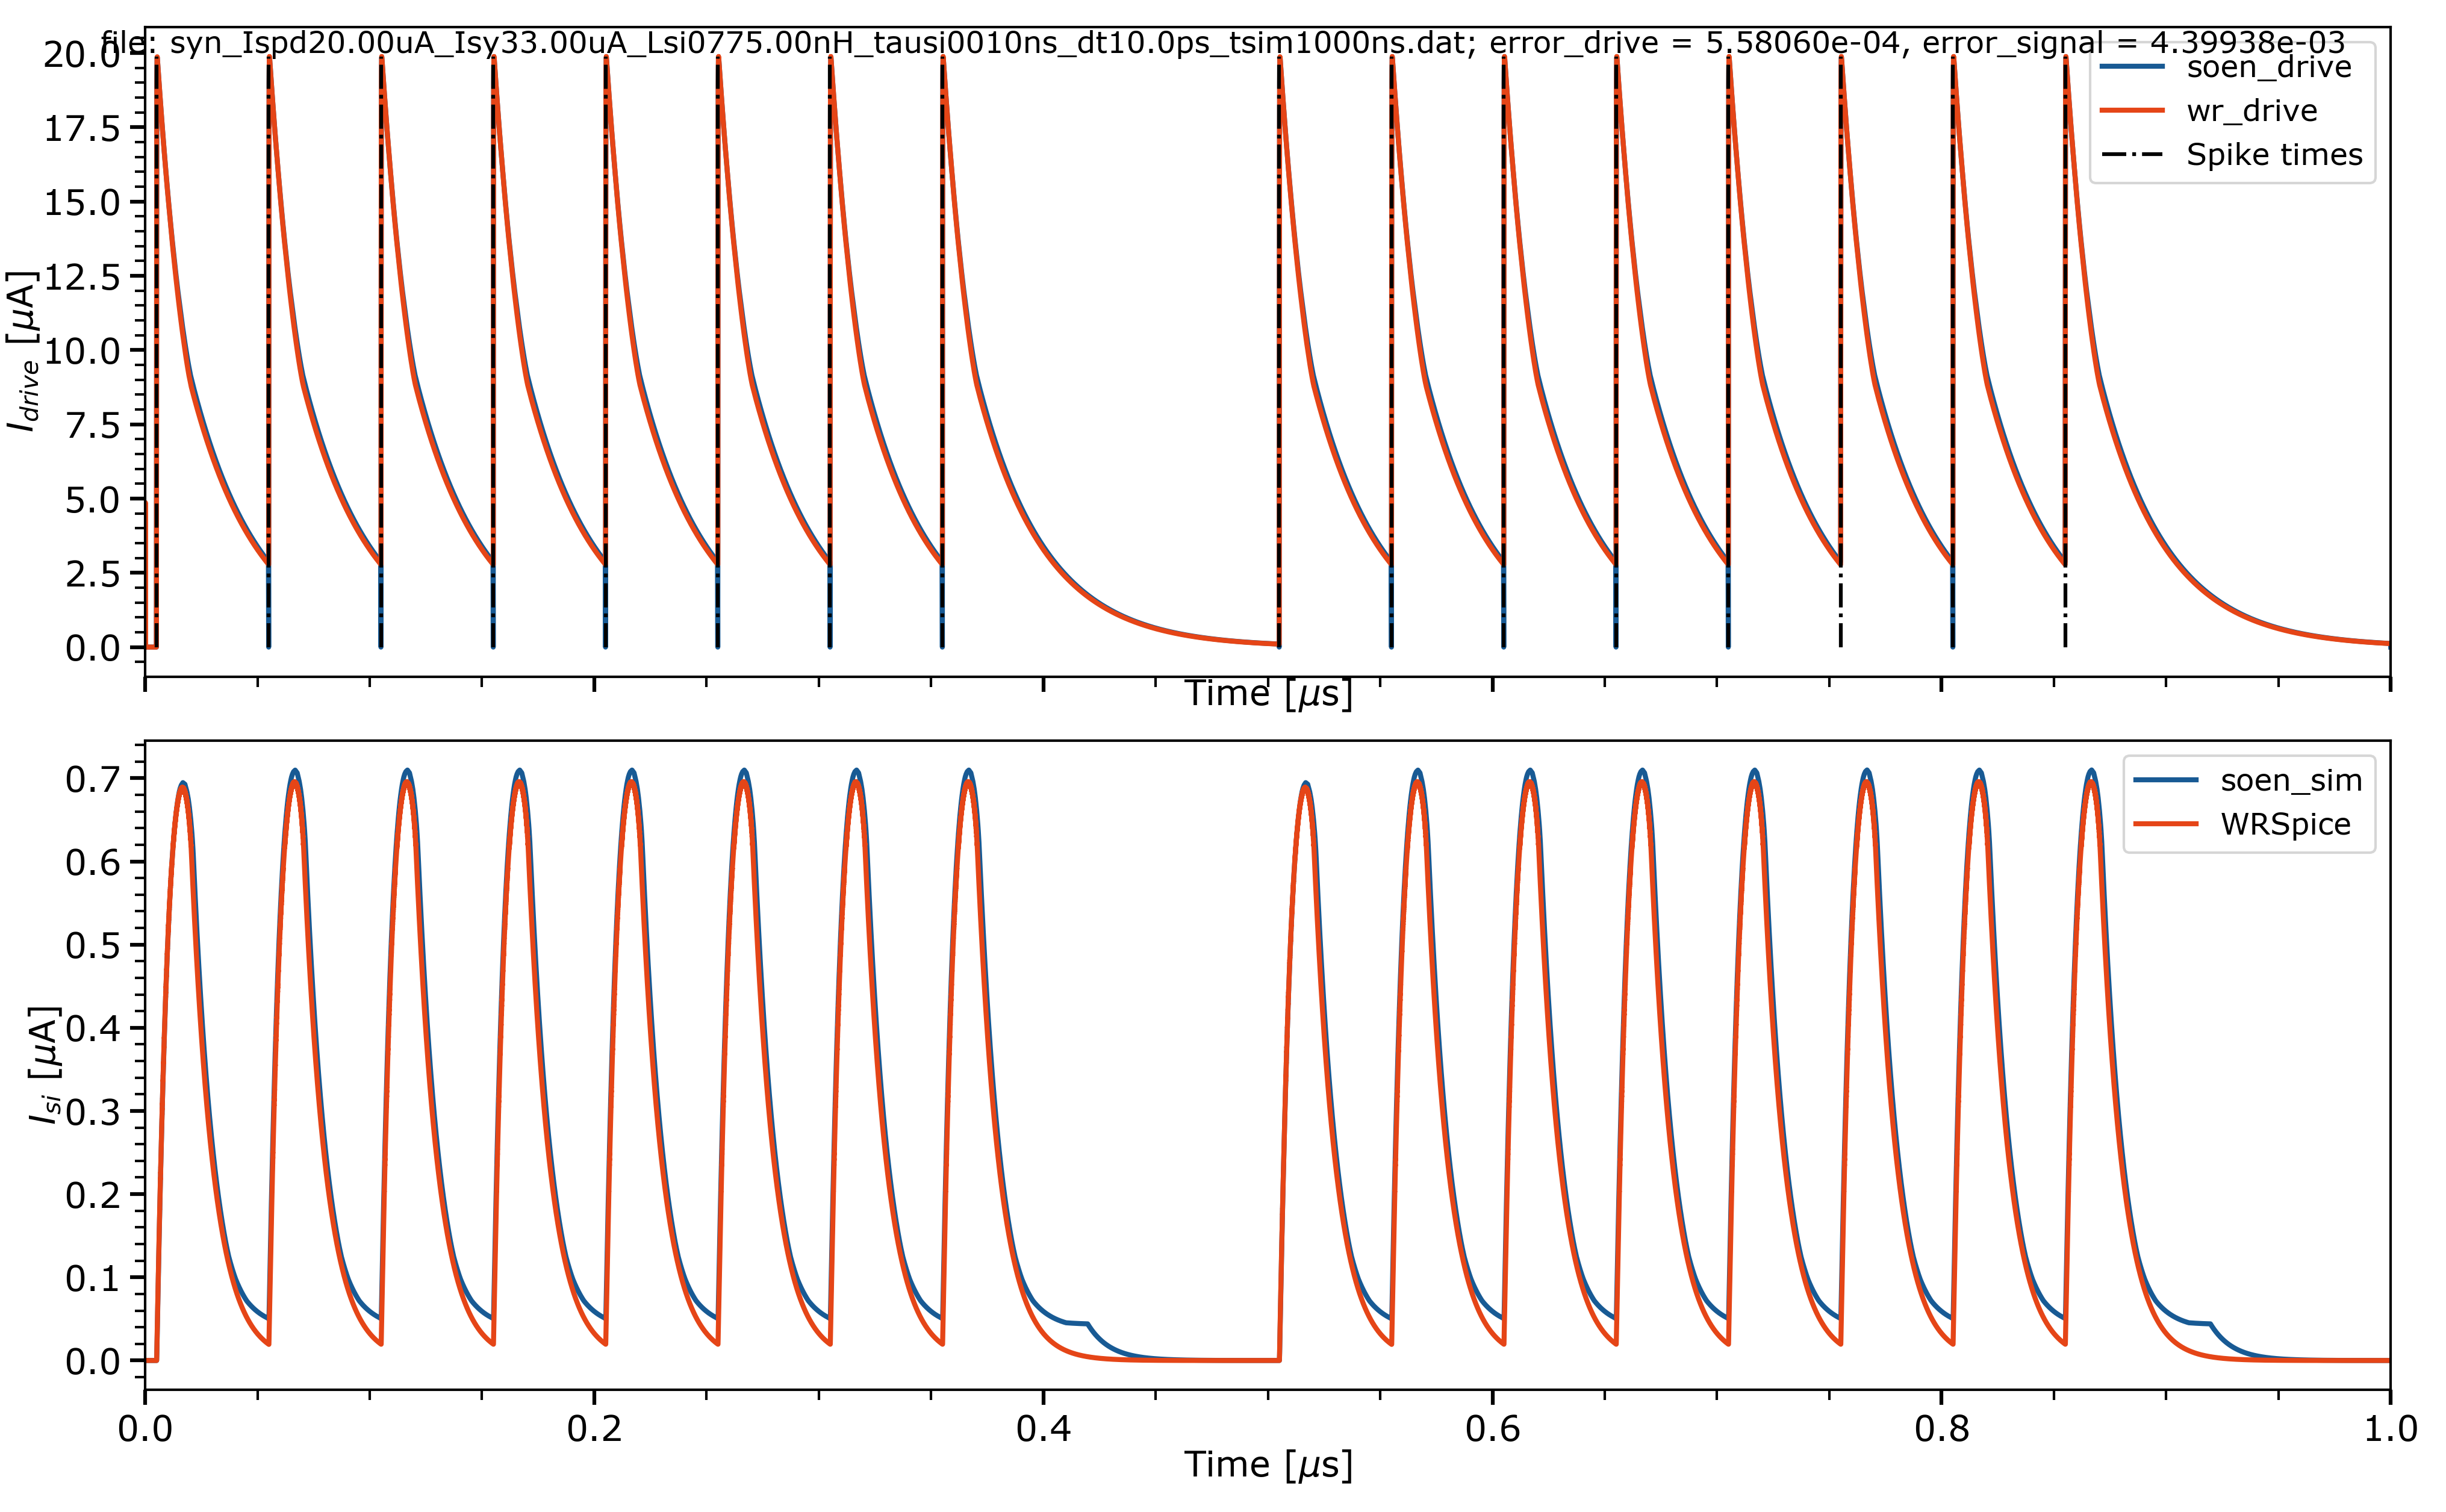 file: syn_Ispd20.00uA_Isy33.00uA_Lsi0775.00nH_tausi0010ns_dt10.0ps_tsim1000ns.dat; error_drive = 5.58060e-04, error_signal = 4.39938e-03
20.0
17.5
15.0
12.5
10.0
7.5
5.0
2.5
0.0
I_drive [μA]
soen_drive
wr_drive
Spike times
Time [μs]
0.7
0.6
0.5
0.4
0.3
0.2
0.1
0.0
I_si [μA]
soen_sim
WRSpice
0.0 0.2 0.4 0.6 0.8 1.0
Time [μs]